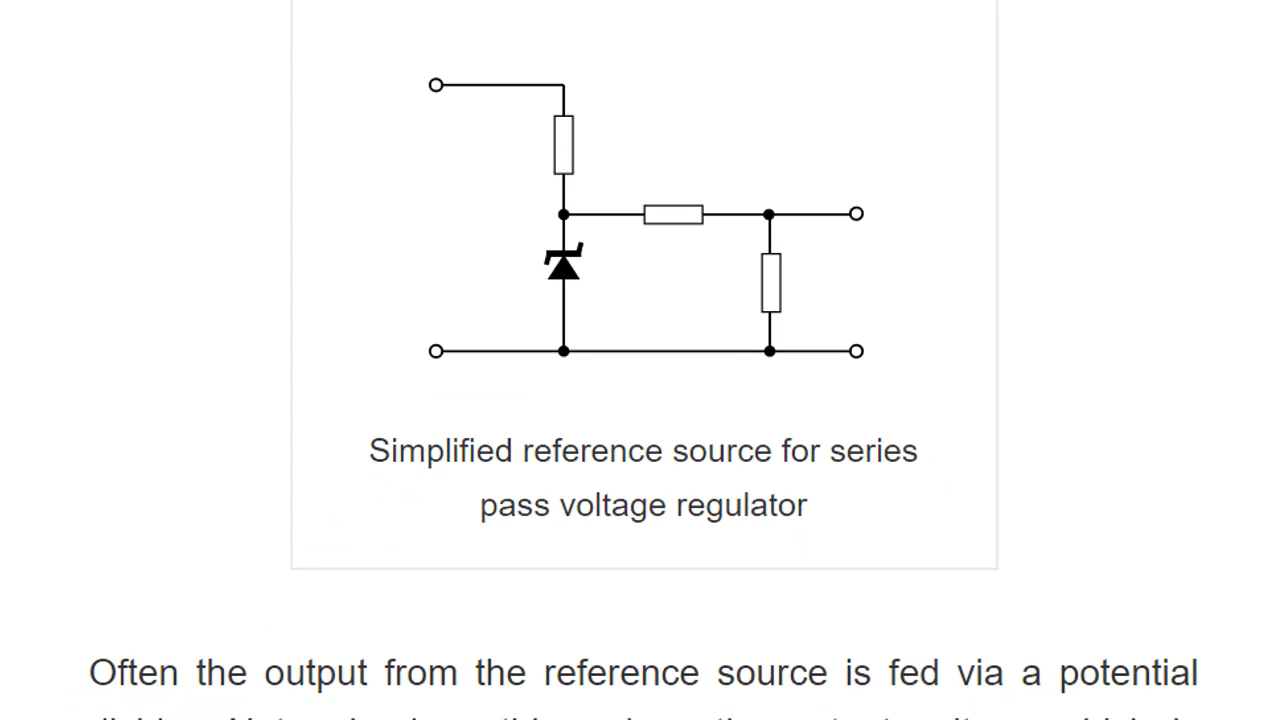 Simplified reference source for series
pass voltage regulator
Often the output from the reference source is fed via a potential